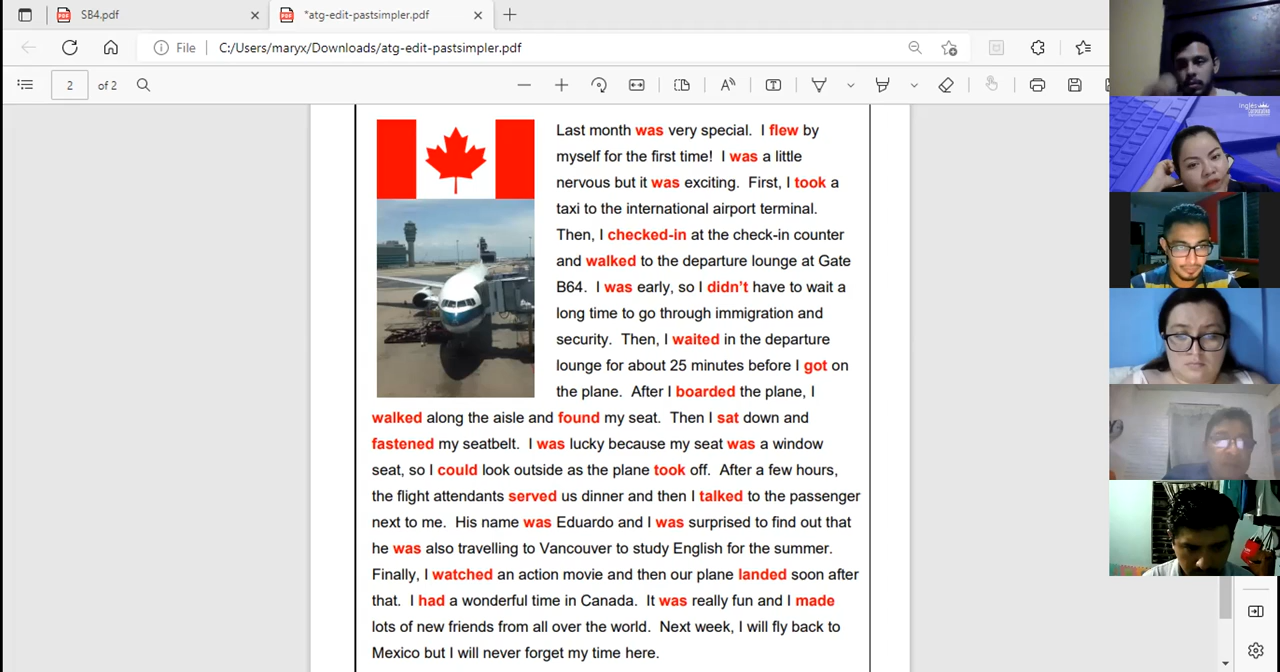 SB4.pdf
*atg-edit-pastsimpler.pdf
File
C:/Users/maryx/Downloads/atg-edit-pastsimpler.pdf
2
of 2
inglés
Last month was very special. I flew by
myself for the first time! I was a little
nervous but it was exciting. First, I took a
taxi to the international airport terminal.
Then, I checked-in at the check-in counter
and walked to the departure lounge at Gate
B64. I was early, so I didn't have to wait a
long time to go through immigration and
security. Then, I waited in the departure
lounge for about 25 minutes before I got on
the plane. After I boarded the plane, I
walked along the aisle and found my seat. Then I sat down and
fastened my seatbelt. I was lucky because my seat was a window
seat, so I could look outside as the plane took off. After a few hours,
the flight attendants served us dinner and then I talked to the passenger
next to me. His name was Eduardo and I was surprised to find out that
he was also travelling to Vancouver to study English for the summer.
Finally, I watched an action movie and then our plane landed soon after
that. I had a wonderful time in Canada. It was really fun and I made
lots of new friends from all over the world. Next week, I will fly back to
Mexico but I will never forget my time here.